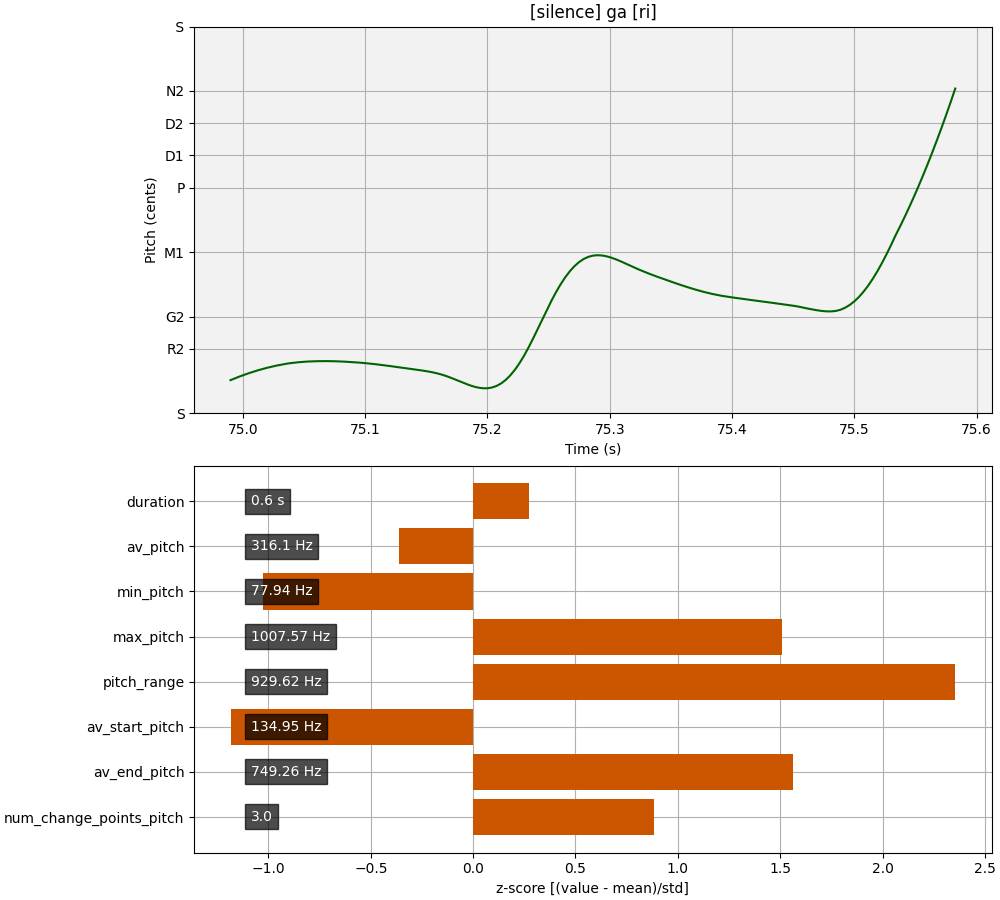 [silence] ga [ri]
S
N2
D2
D1
P
M1
G2
R2
S
Pitch (cents)
75.0 75.1 75.2 75.3 75.4 75.5 75.6
Time (s)
duration 0.6 s
av_pitch 316.1 Hz
min_pitch 77.94 Hz
max_pitch 1007.57 Hz
pitch_range 929.62 Hz
av_start_pitch 134.95 Hz
av_end_pitch 749.26 Hz
num_change_points_pitch 3.0
−1.0 −0.5 0.0 0.5 1.0 1.5 2.0 2.5
z-score [(value - mean)/std]